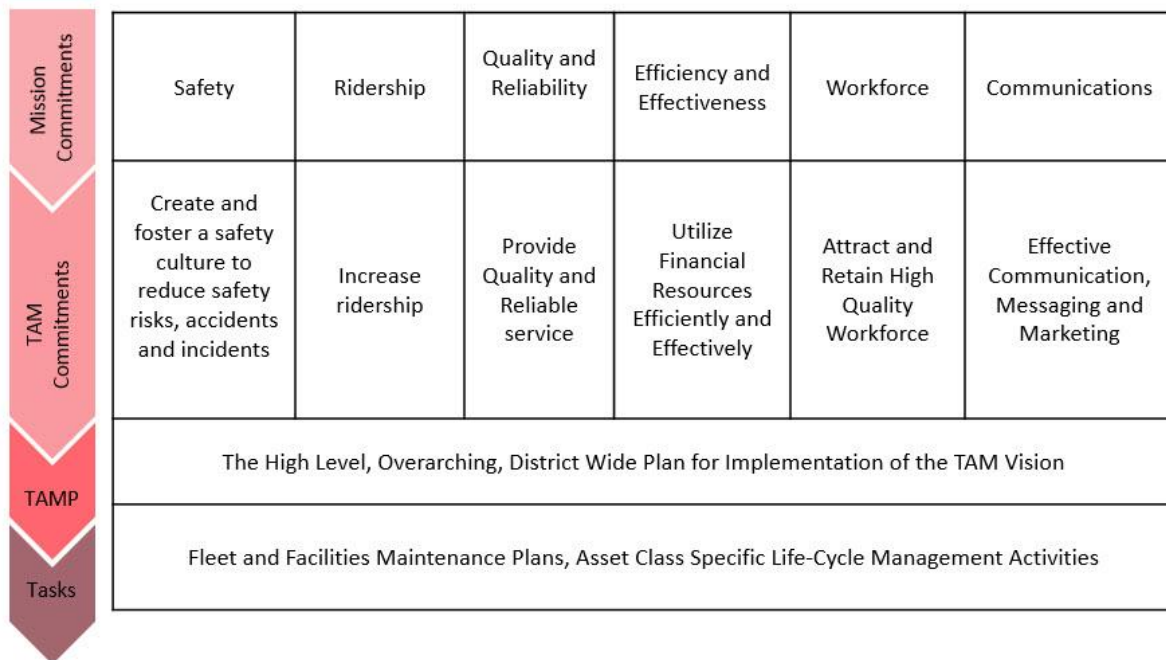 Mission
Commitments
Safety
Ridership
Quality and
Reliability
Efficiency and
Effectiveness
Workforce
Communications
TAM
Commitments
Create and
foster a safety
culture to
reduce safety
risks, accidents
and incidents
Increase
ridership
Provide
Quality and
Reliable
service
Utilize
Financial
Resources
Efficiently and
Effectively
Attract and
Retain High
Quality
Workforce
Effective
Communication,
Messaging and
Marketing
TAMP
The High Level, Overarching, District Wide Plan for Implementation of the TAM Vision
Tasks
Fleet and Facilities Maintenance Plans, Asset Class Specific Life-Cycle Management Activities